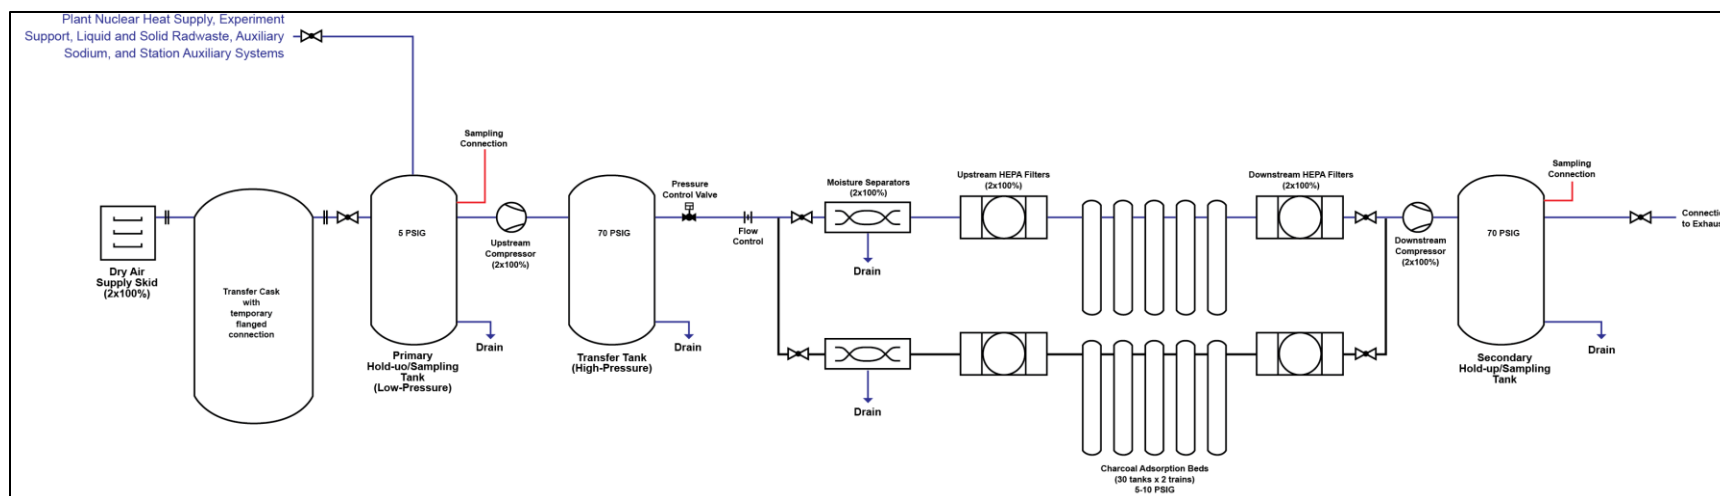 Plant Nuclear Heat Supply, Experiment
Support, Liquid and Solid Radwaste, Auxiliary
Sodium, and Station Auxiliary Systems
Dry Air
Supply Skid
(2x100%)
Transfer Cask
with
temporary
flanged
connection
5 PSIG
Sampling
Connection
Drain
Primary
Hold-uo/Sampling
Tank
(Low-Pressure)
Upstream
Compressor
(2x100%)
70 PSIG
Drain
Transfer Tank
(High-Pressure)
Pressure
Control Valve
Flow
Control
Moisture Separators
(2x100%)
Drain
Drain
Upstream HEPA Filters
(2x100%)
Charcoal Adsorption Beds
(30 tanks x 2 trains)
5-10 PSIG
Downstream HEPA Filters
(2x100%)
Downstream
Compressor
(2x100%)
70 PSIG
Sampling
Connection
Drain
Secondary
Hold-up/Sampling
Tank
Connectio
to Exhaus